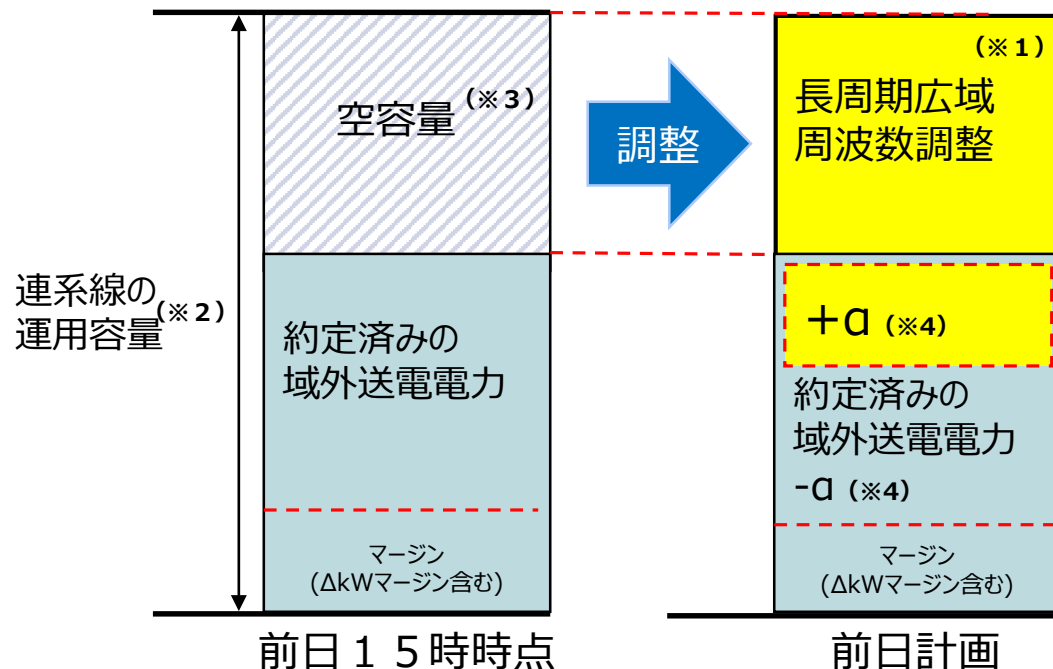 連系線の
運用容量(※2)
空容量(※3)
約定済みの
域外送電電力
マージン
(ΔkWマージン含む)
前日15時時点
調整
(※1)
長周期広域
周波数調整
+α(※4)
約定済みの
域外送電電力
-α(※4)
マージン
(ΔkWマージン含む)
前日計画